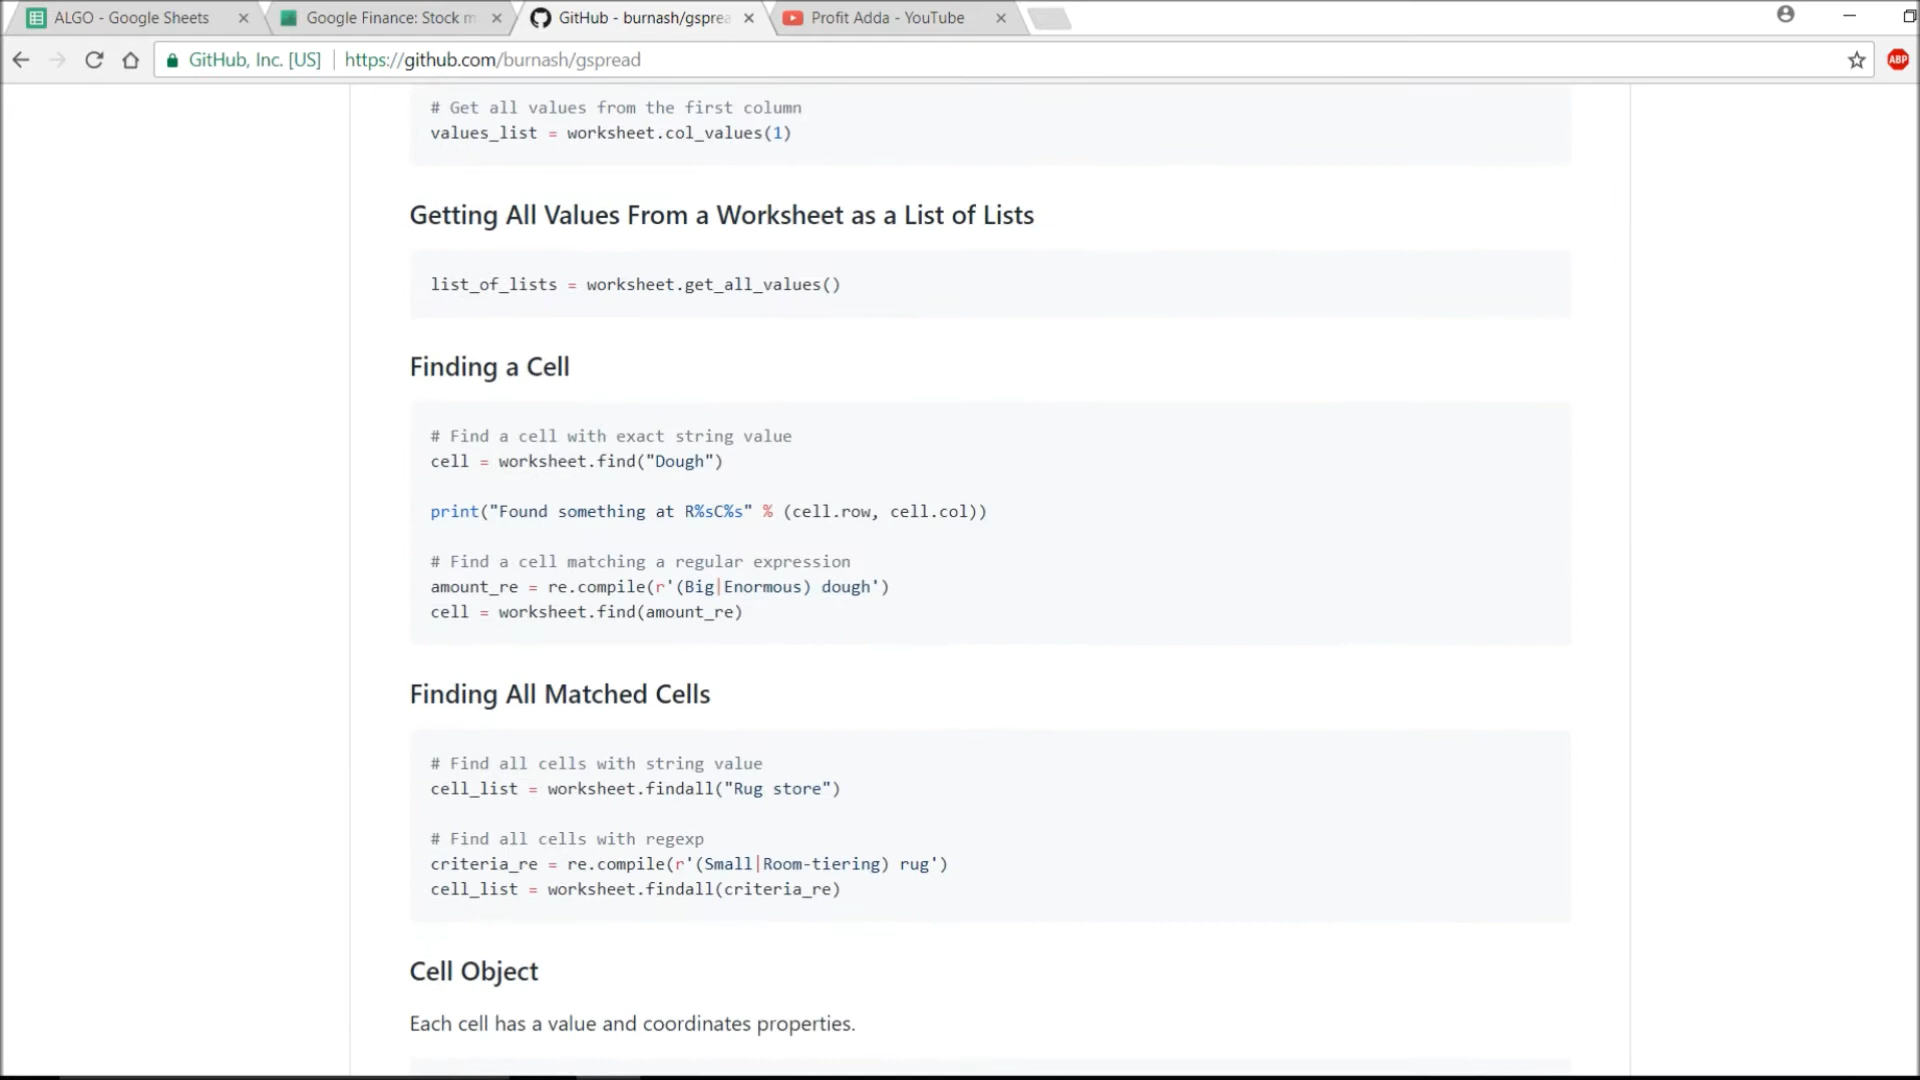 ALGO - Google Sheets
Google Finance: Stock m
GitHub - burnash/gsprea
Profit Adda - YouTube
GitHub, Inc. [US]
https://github.com/burnash/gspread
ABP
# Get all values from the first column
values_list = worksheet.col_values(1)
Getting All Values From a Worksheet as a List of Lists
list_of_lists = worksheet.get_all_values()
Finding a Cell
# Find a cell with exact string value
cell = worksheet.find("Dough")
print("Found something at R%sC%s" % (cell.row, cell.col))
# Find a cell matching a regular expression
amount_re = re.compile(r'(Big|Enormous) dough')
cell = worksheet.find(amount_re)
Finding All Matched Cells
# Find all cells with string value
cell_list = worksheet.findall("Rug store")
# Find all cells with regexp
criteria_re = re.compile(r'(Small|Room-tiering) rug')
cell_list = worksheet.findall(criteria_re)
Cell Object
Each cell has a value and coordinates properties.